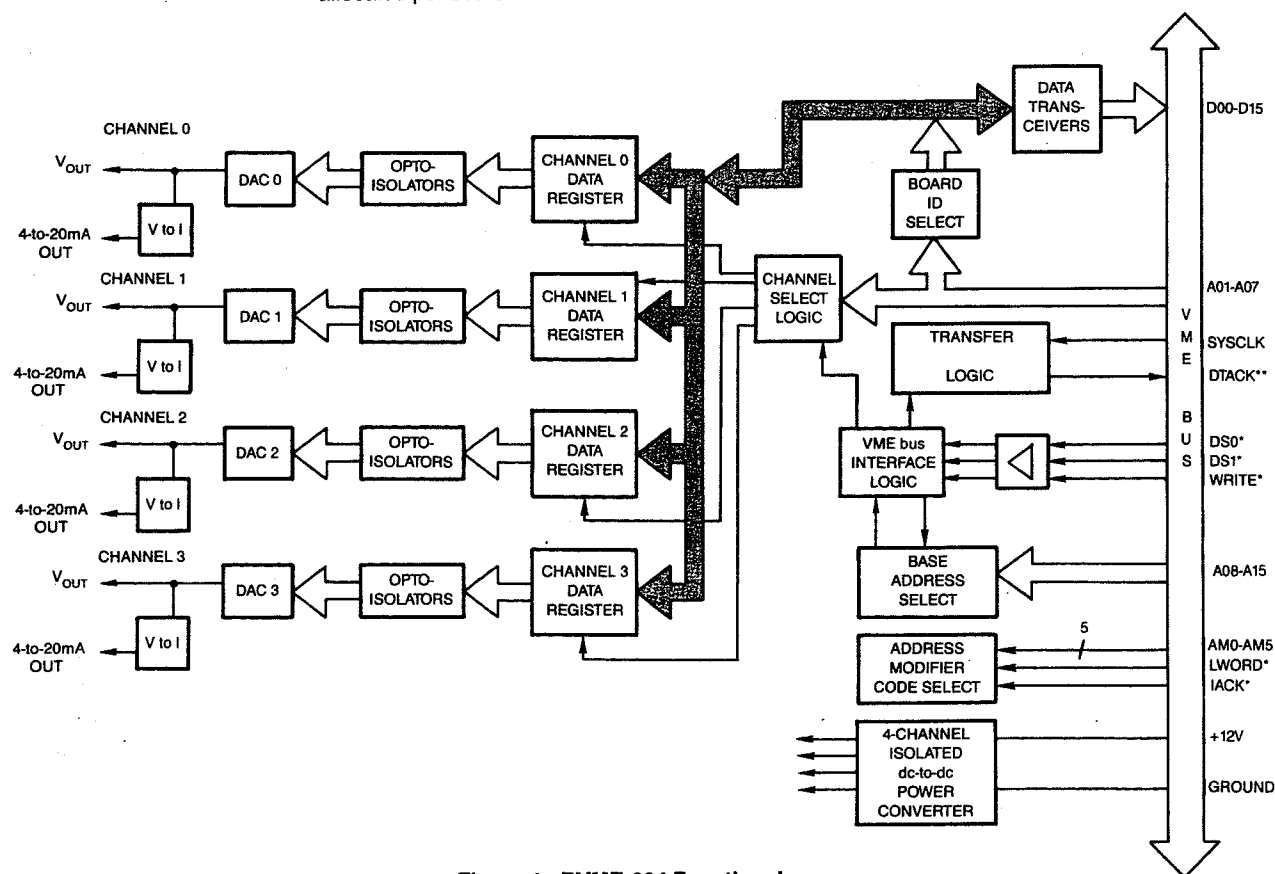 CHANNEL 0
V OUT
4-to-20mA
OUT
V to I
DAC 0
OPTO-
ISOLATORS
CHANNEL 0
DATA
REGISTER
CHANNEL 1
V OUT
4-to-20mA
OUT
V to I
DAC 1
OPTO-
ISOLATORS
CHANNEL 1
DATA
REGISTER
CHANNEL 2
V OUT
4-to-20mA
OUT
V to I
DAC 2
OPTO-
ISOLATORS
CHANNEL 2
DATA
REGISTER
CHANNEL 3
V OUT
4-to-20mA
OUT
V to I
DAC 3
OPTO-
ISOLATORS
CHANNEL 3
DATA
REGISTER
DATA
TRANS-
CEIVERS
BOARD
ID
SELECT
CHANNEL
SELECT
LOGIC
TRANSFER
LOGIC
VME bus
INTERFACE
LOGIC
BASE
ADDRESS
SELECT
ADDRESS
MODIFIER
CODE SELECT
5
4-CHANNEL
ISOLATED
dc-to-dc
POWER
CONVERTER
V
M
E
B
U
S
D00-D15
A01-A07
SYSCLK
DTACK**
DS0*
DS1*
WRITE*
A08-A15
AM0-AM5
LWORD*
IACK*
+12V
GROUND